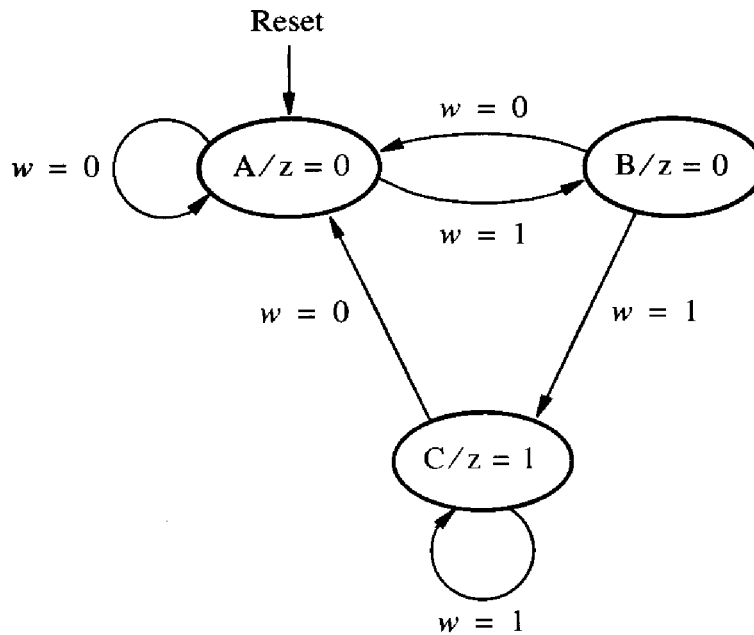 Reset
w = 0
w = 0
A/z = 0
B/z = 0
w = 1
w = 0
w = 1
C/z = 1
w = 1